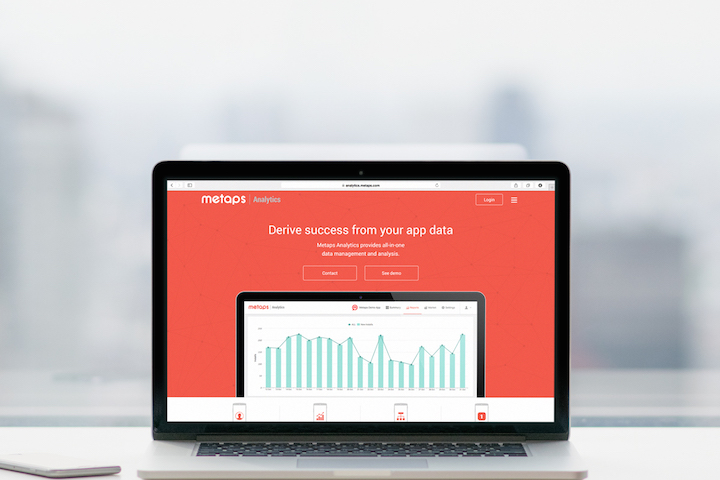 analytics.metaps.com
metaps | Analytics
Login
Derive success from your app data
Metaps Analytics provides all-in-one
data management and analysis.
Contact
See demo
metaps | Analytics